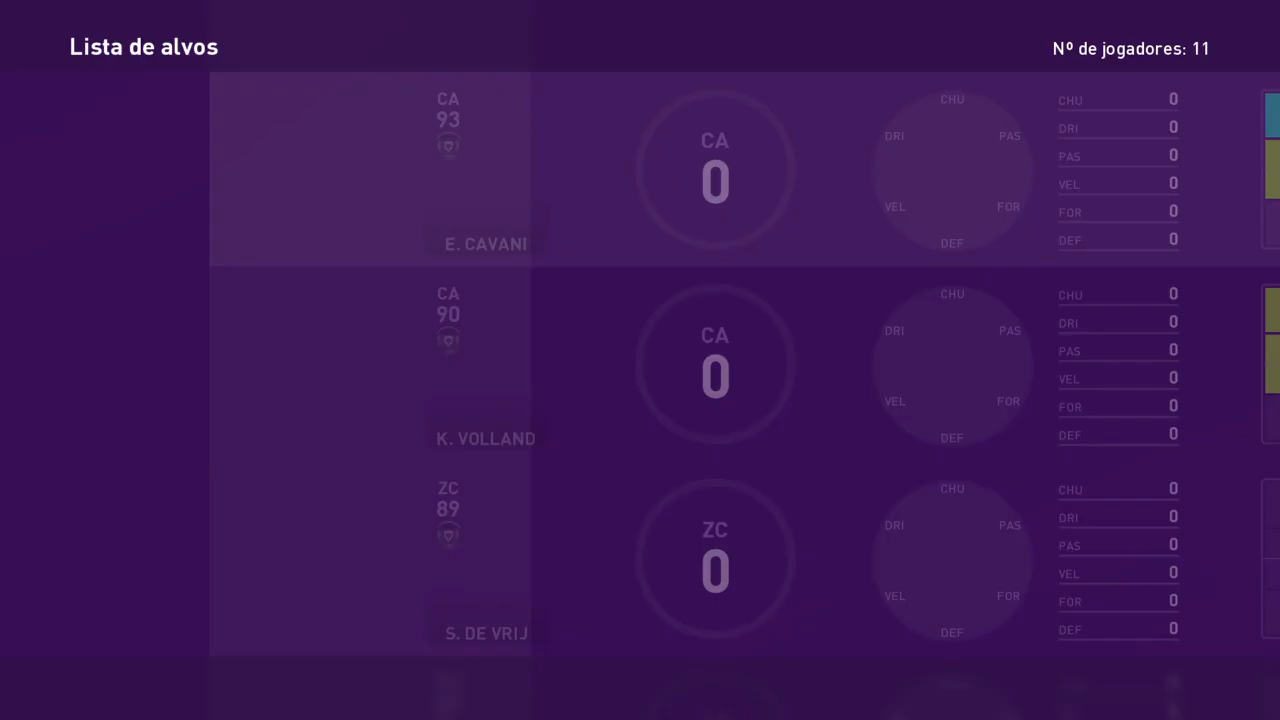 Lista de alvos
Nº de jogadores: 11
CA
93
E. CAVANI
CA
0
CHU
DRI
PAS
VEL
FOR
DEF
CHU 0
DRI 0
PAS 0
VEL 0
FOR 0
DEF 0
CA
90
K. VOLLAND
CA
0
CHU
DRI
PAS
VEL
FOR
DEF
CHU 0
DRI 0
PAS 0
VEL 0
FOR 0
DEF 0
ZC
89
S. DE VRIJ
ZC
0
CHU
DRI
PAS
VEL
FOR
DEF
CHU 0
DRI 0
PAS 0
VEL 0
FOR 0
DEF 0